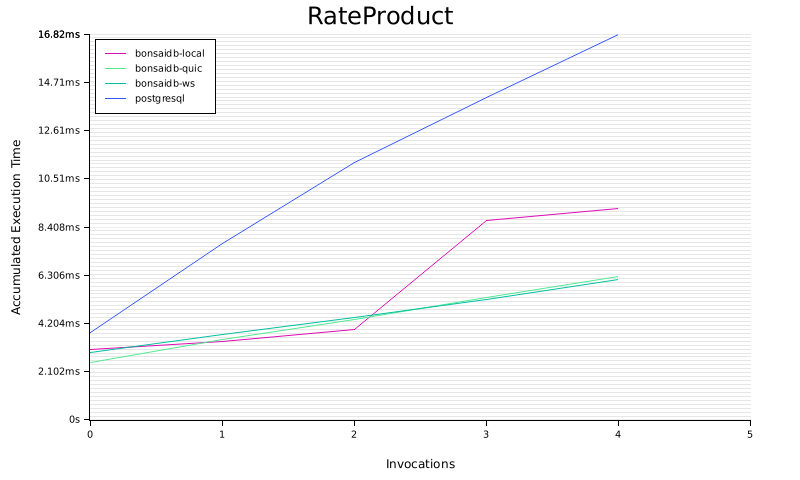 RateProduct
16.82ms
14.71ms
12.61ms
10.51ms
8.408ms
6.306ms
4.204ms
2.102ms
0s
Accumulated Execution Time
bonsaidb-local
bonsaidb-quic
bonsaidb-ws
postgresql
0 1 2 3 4 5
Invocations